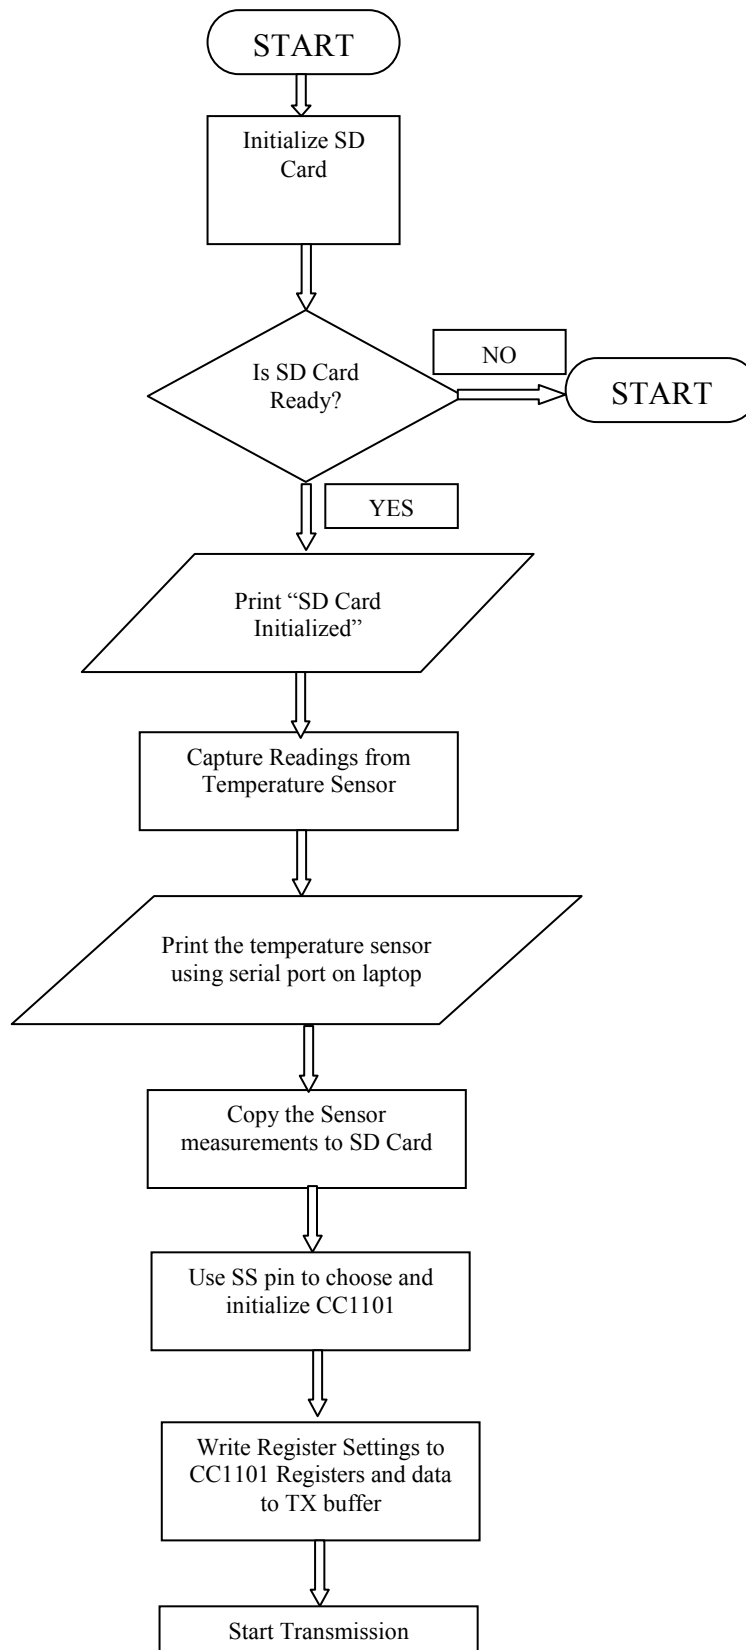 START
Initialize SD
Card
Is SD Card
Ready?
NO
START
YES
Print “SD Card
Initialized”
Capture Readings from
Temperature Sensor
Print the temperature sensor
using serial port on laptop
Copy the Sensor
measurements to SD Card
Use SS pin to choose and
initialize CC1101
Write Register Settings to
CC1101 Registers and data
to TX buffer
Start Transmission